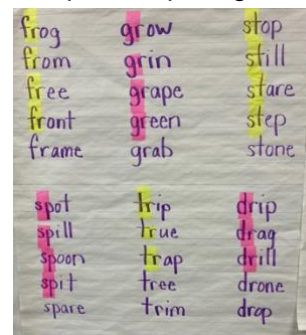 frog grow stop
from grin still
free grape stare
front green step
frame grab stone
spot trip drip
spill true drag
spoon trap drill
spit tree drone
spare trim drop